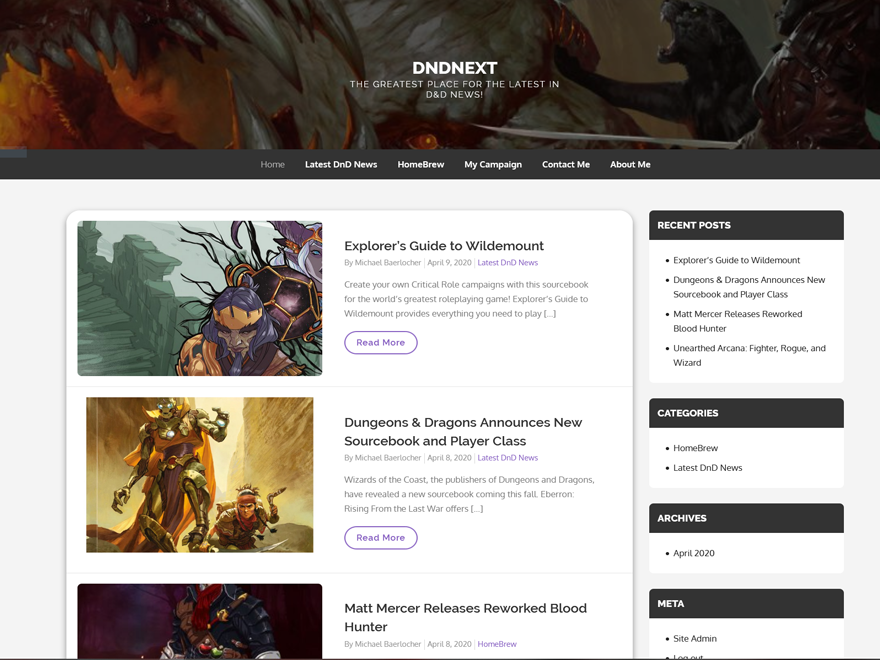 DNDNEXT
THE GREATEST PLACE FOR THE LATEST IN
D&D NEWS!
Home
Latest DnD News
HomeBrew
My Campaign
Contact Me
About Me
Explorer's Guide to Wildemount
By Michael Baerlocher | April 9, 2020 | Latest DnD News
Create your own Critical Role campaigns with this sourcebook
for the world's greatest roleplaying game! Explorer's Guide to
Wildemount provides everything you need to play [...]
Read More
Dungeons & Dragons Announces New
Sourcebook and Player Class
By Michael Baerlocher | April 8, 2020 | Latest DnD News
Wizards of the Coast, the publishers of Dungeons and Dragons,
have revealed a new sourcebook coming this fall. Eberron:
Rising From the Last War offers [...]
Read More
Matt Mercer Releases Reworked Blood
Hunter
By Michael Baerlocher | April 8, 2020 | HomeBrew
RECENT POSTS
Explorer's Guide to Wildemount
Dungeons & Dragons Announces New
Sourcebook and Player Class
Matt Mercer Releases Reworked
Blood Hunter
Unearthed Arcana: Fighter, Rogue, and
Wizard
CATEGORIES
HomeBrew
Latest DnD News
ARCHIVES
April 2020
META
Site Admin
Log out